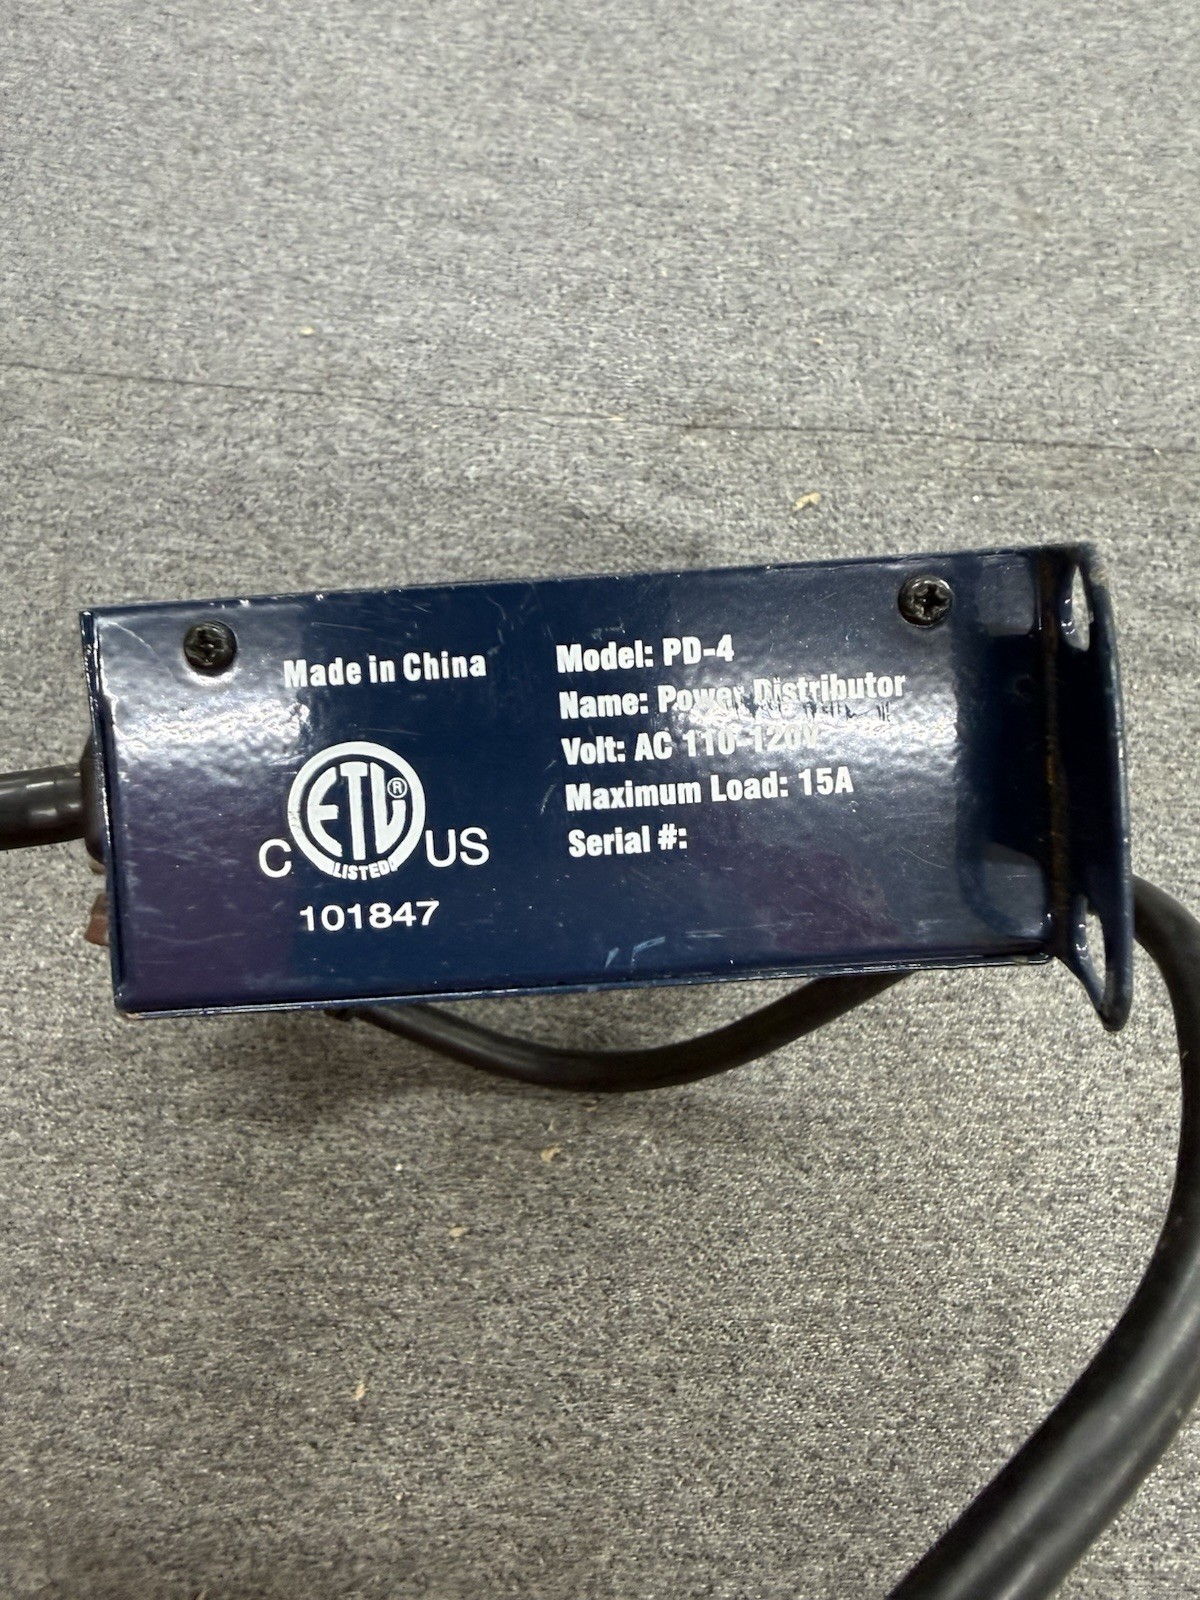 Made in China
ETL®
LISTED
C US
101847
Model: PD-4
Name: Power Distributor
Volt: AC 110-120V
Maximum Load: 15A
Serial #: